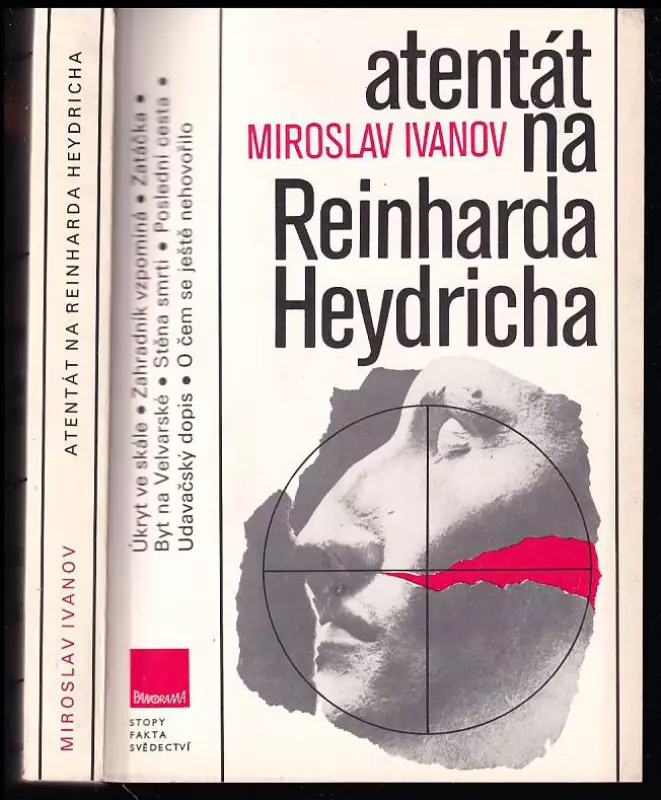 MIROSLAV IVANOV ATENTÁT NA REINHARDA HEYDRICHA
Úkryt ve skále • Zahradník vzpomíná • Zatáčka •
Byt na Velvarské • Stěna smrti • Poslední cesta •
Udavačský dopis • O čem se ještě nehovořilo
PANORAMA
STOPY
FAKTA
SVĚDECTVÍ
atentát
MIROSLAV IVANOV na
Reinharda
Heydricha